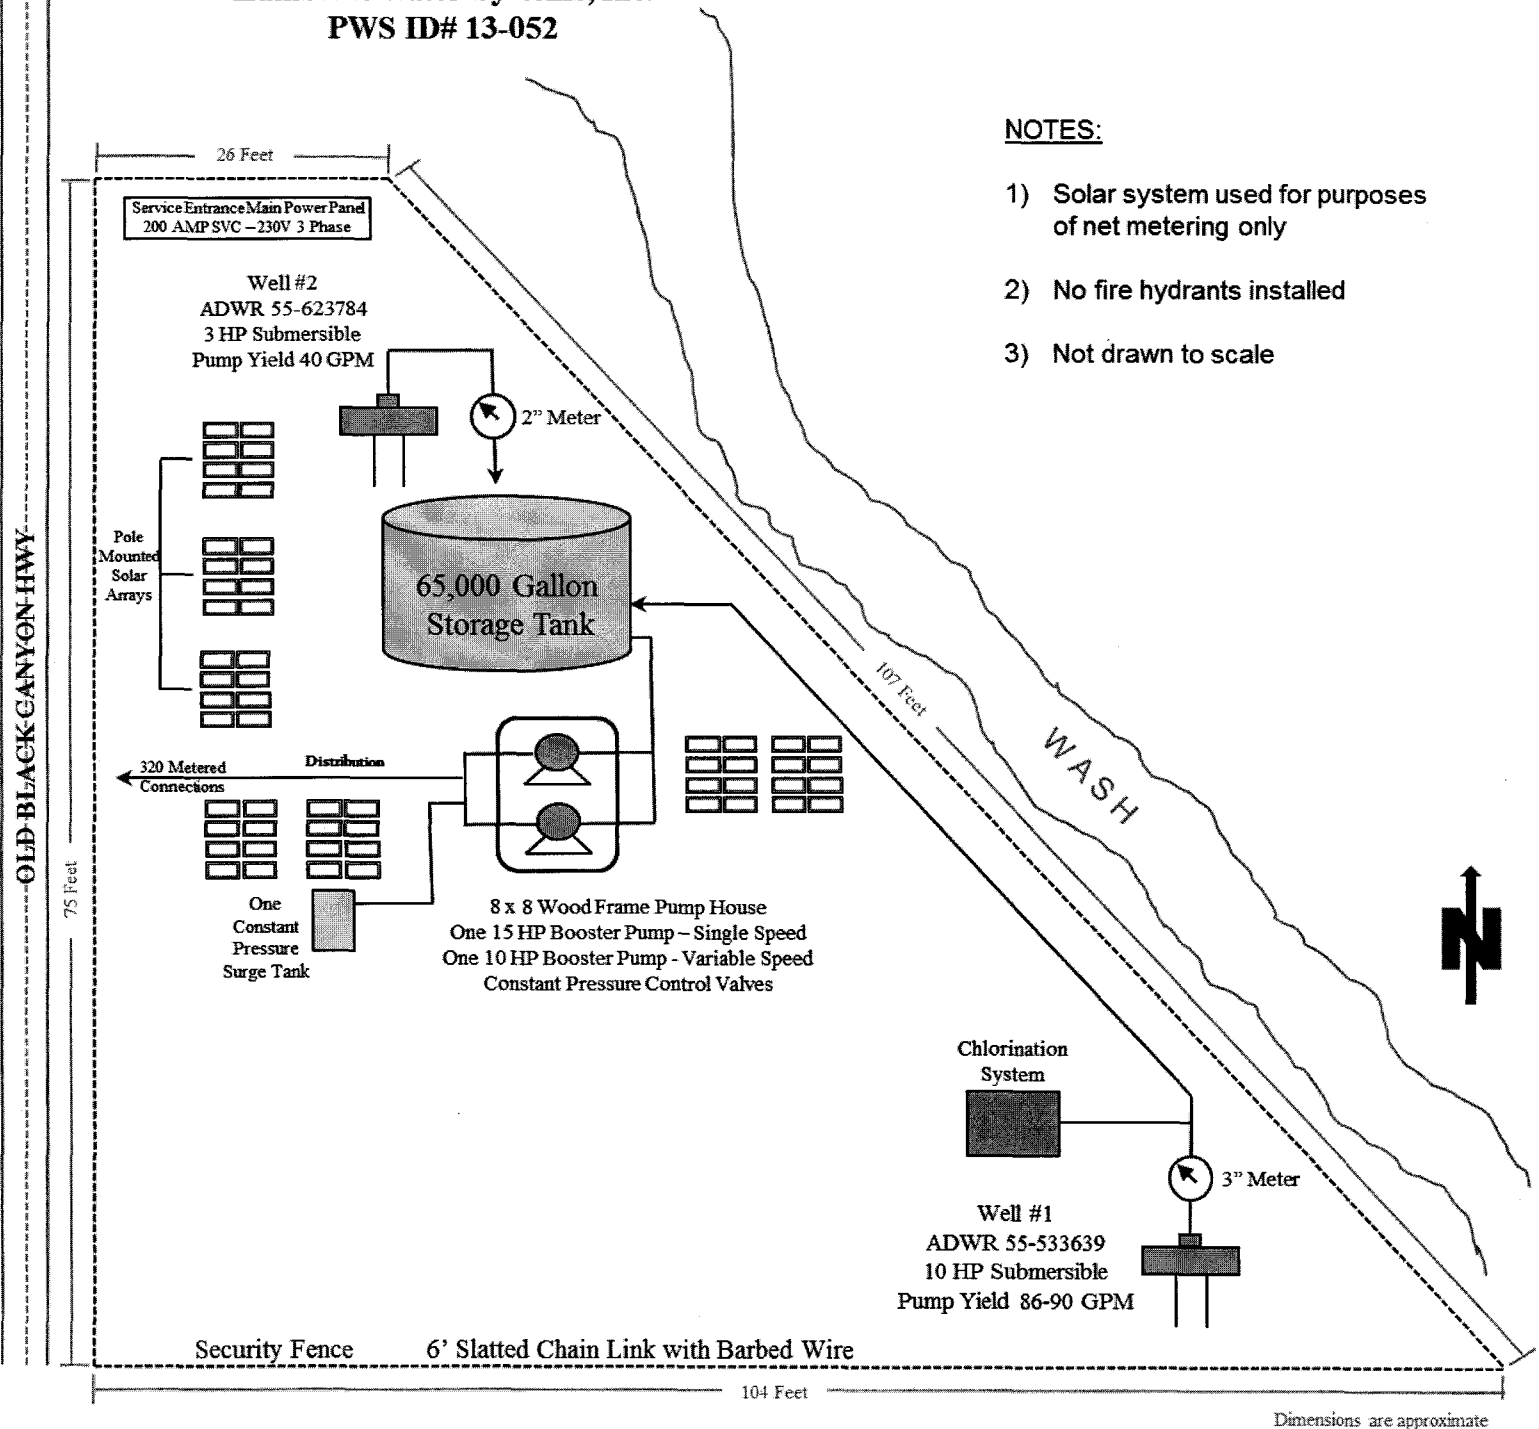 PWS ID# 13-052
NOTES:
1) Solar system used for purposes
of net metering only
2) No fire hydrants installed
3) Not drawn to scale
26 Feet
Service Entrance Main Power Panel
200 AMP SVC – 230V 3 Phase
Well #2
ADWR 55-623784
3 HP Submersible
Pump Yield 40 GPM
2” Meter
Pole
Mounted
Solar
Arrays
65,000 Gallon
Storage Tank
OLD BLACK CANYON HWY
75 Feet
107 Feet
WASH
320 Metered
Connections
Distribution
One
Constant
Pressure
Surge Tank
8 x 8 Wood Frame Pump House
One 15 HP Booster Pump – Single Speed
One 10 HP Booster Pump - Variable Speed
Constant Pressure Control Valves
N
Chlorination
System
3” Meter
Well #1
ADWR 55-533639
10 HP Submersible
Pump Yield 86-90 GPM
Security Fence 6’ Slatted Chain Link with Barbed Wire
104 Feet
Dimensions are approximate